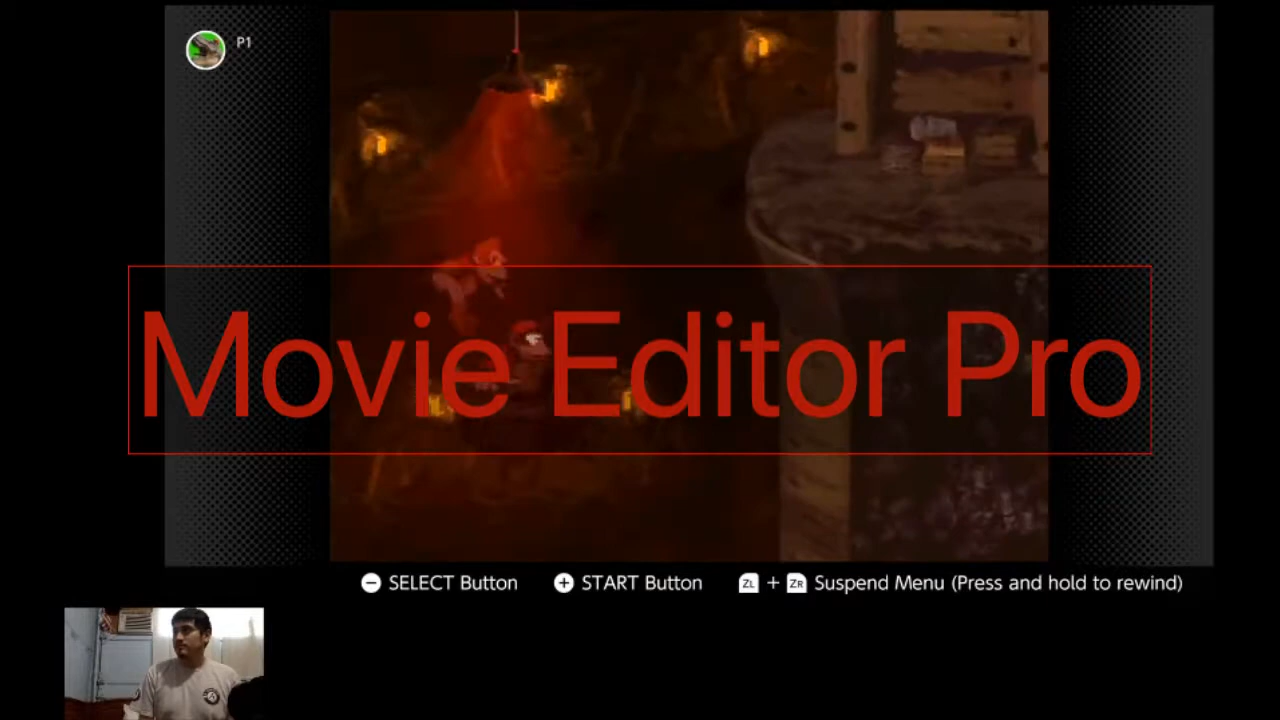 P1
Movie Editor Pro
SELECT Button
START Button
ZL + ZR Suspend Menu (Press and hold to rewind)